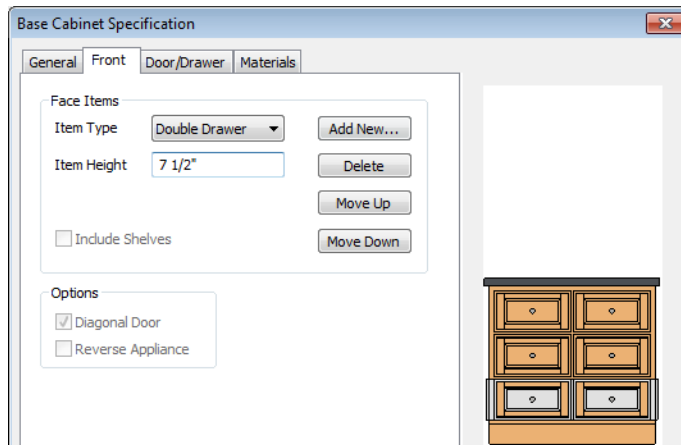 Base Cabinet Specification
General Front Door/Drawer Materials
Face Items
Item Type Double Drawer Add New...
Item Height 7 1/2" Delete
Move Up
Include Shelves Move Down
Options
Diagonal Door
Reverse Appliance